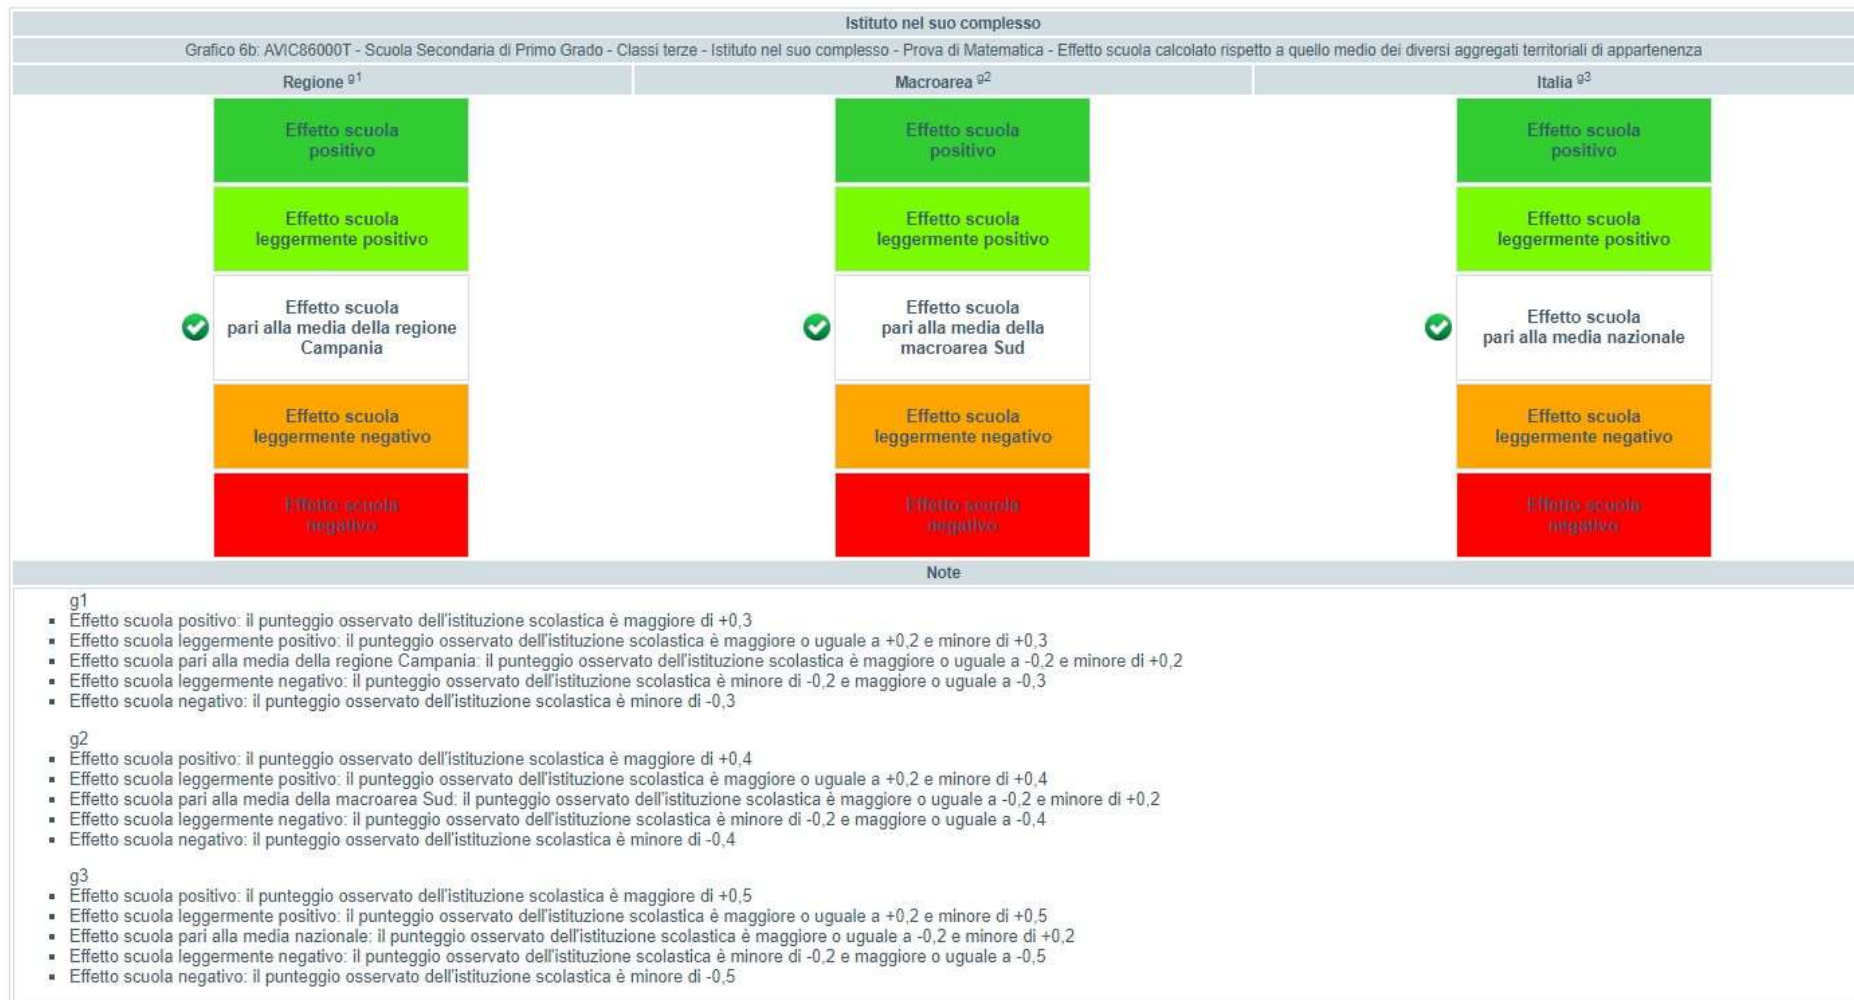 Istituto nel suo complesso
Grafico 6b: AVIC86000T - Scuola Secondaria di Primo Grado - Classi terze - Istituto nel suo complesso - Prova di Matematica - Effetto scuola calcolato rispetto a quello medio dei diversi aggregati territoriali di appartenenza
Regione g1
Macroarea g2
Italia g3
Effetto scuola
positivo
Effetto scuola
leggermente positivo
Effetto scuola
pari alla media della regione
Campania
Effetto scuola
leggermente negativo
Effetto scuola
negativo
Effetto scuola
positivo
Effetto scuola
leggermente positivo
Effetto scuola
pari alla media della
macroarea Sud
Effetto scuola
leggermente negativo
Effetto scuola
negativo
Effetto scuola
positivo
Effetto scuola
leggermente positivo
Effetto scuola
pari alla media nazionale
Effetto scuola
leggermente negativo
Effetto scuola
negativo
Note
g1
▪ Effetto scuola positivo: il punteggio osservato dell'istituzione scolastica è maggiore di +0,3
▪ Effetto scuola leggermente positivo: il punteggio osservato dell'istituzione scolastica è maggiore o uguale a +0,2 e minore di +0,3
▪ Effetto scuola pari alla media della regione Campania: il punteggio osservato dell'istituzione scolastica è maggiore o uguale a -0,2 e minore di +0,2
▪ Effetto scuola leggermente negativo: il punteggio osservato dell'istituzione scolastica è minore di -0,2 e maggiore o uguale a -0,3
▪ Effetto scuola negativo: il punteggio osservato dell'istituzione scolastica è minore di -0,3
g2
▪ Effetto scuola positivo: il punteggio osservato dell'istituzione scolastica è maggiore di +0,4
▪ Effetto scuola leggermente positivo: il punteggio osservato dell'istituzione scolastica è maggiore o uguale a +0,2 e minore di +0,4
▪ Effetto scuola pari alla media della macroarea Sud: il punteggio osservato dell'istituzione scolastica è maggiore o uguale a -0,2 e minore di +0,2
▪ Effetto scuola leggermente negativo: il punteggio osservato dell'istituzione scolastica è minore di -0,2 e maggiore o uguale a -0,4
▪ Effetto scuola negativo: il punteggio osservato dell'istituzione scolastica è minore di -0,4
g3
▪ Effetto scuola positivo: il punteggio osservato dell'istituzione scolastica è maggiore di +0,5
▪ Effetto scuola leggermente positivo: il punteggio osservato dell'istituzione scolastica è maggiore o uguale a +0,2 e minore di +0,5
▪ Effetto scuola pari alla media nazionale: il punteggio osservato dell'istituzione scolastica è maggiore o uguale a -0,2 e minore di +0,2
▪ Effetto scuola leggermente negativo: il punteggio osservato dell'istituzione scolastica è minore di -0,2 e maggiore o uguale a -0,5
▪ Effetto scuola negativo: il punteggio osservato dell'istituzione scolastica è minore di -0,5